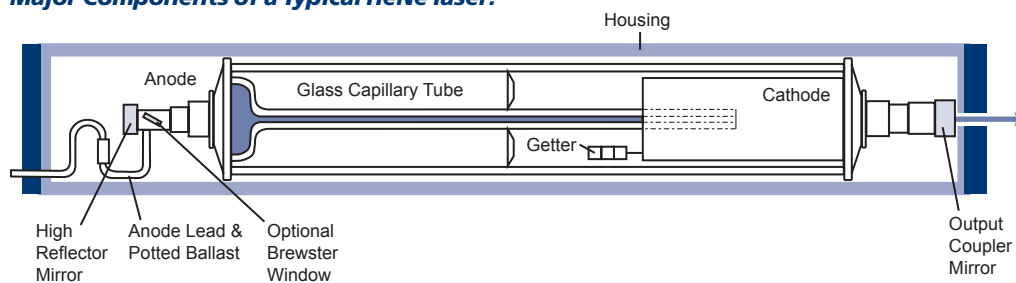 Major Components of a Typical HeNe laser:
Housing
Anode
Glass Capillary Tube
Cathode
Getter
High
Reflector
Mirror
Anode Lead &
Potted Ballast
Optional
Brewster
Window
Output
Coupler
Mirror